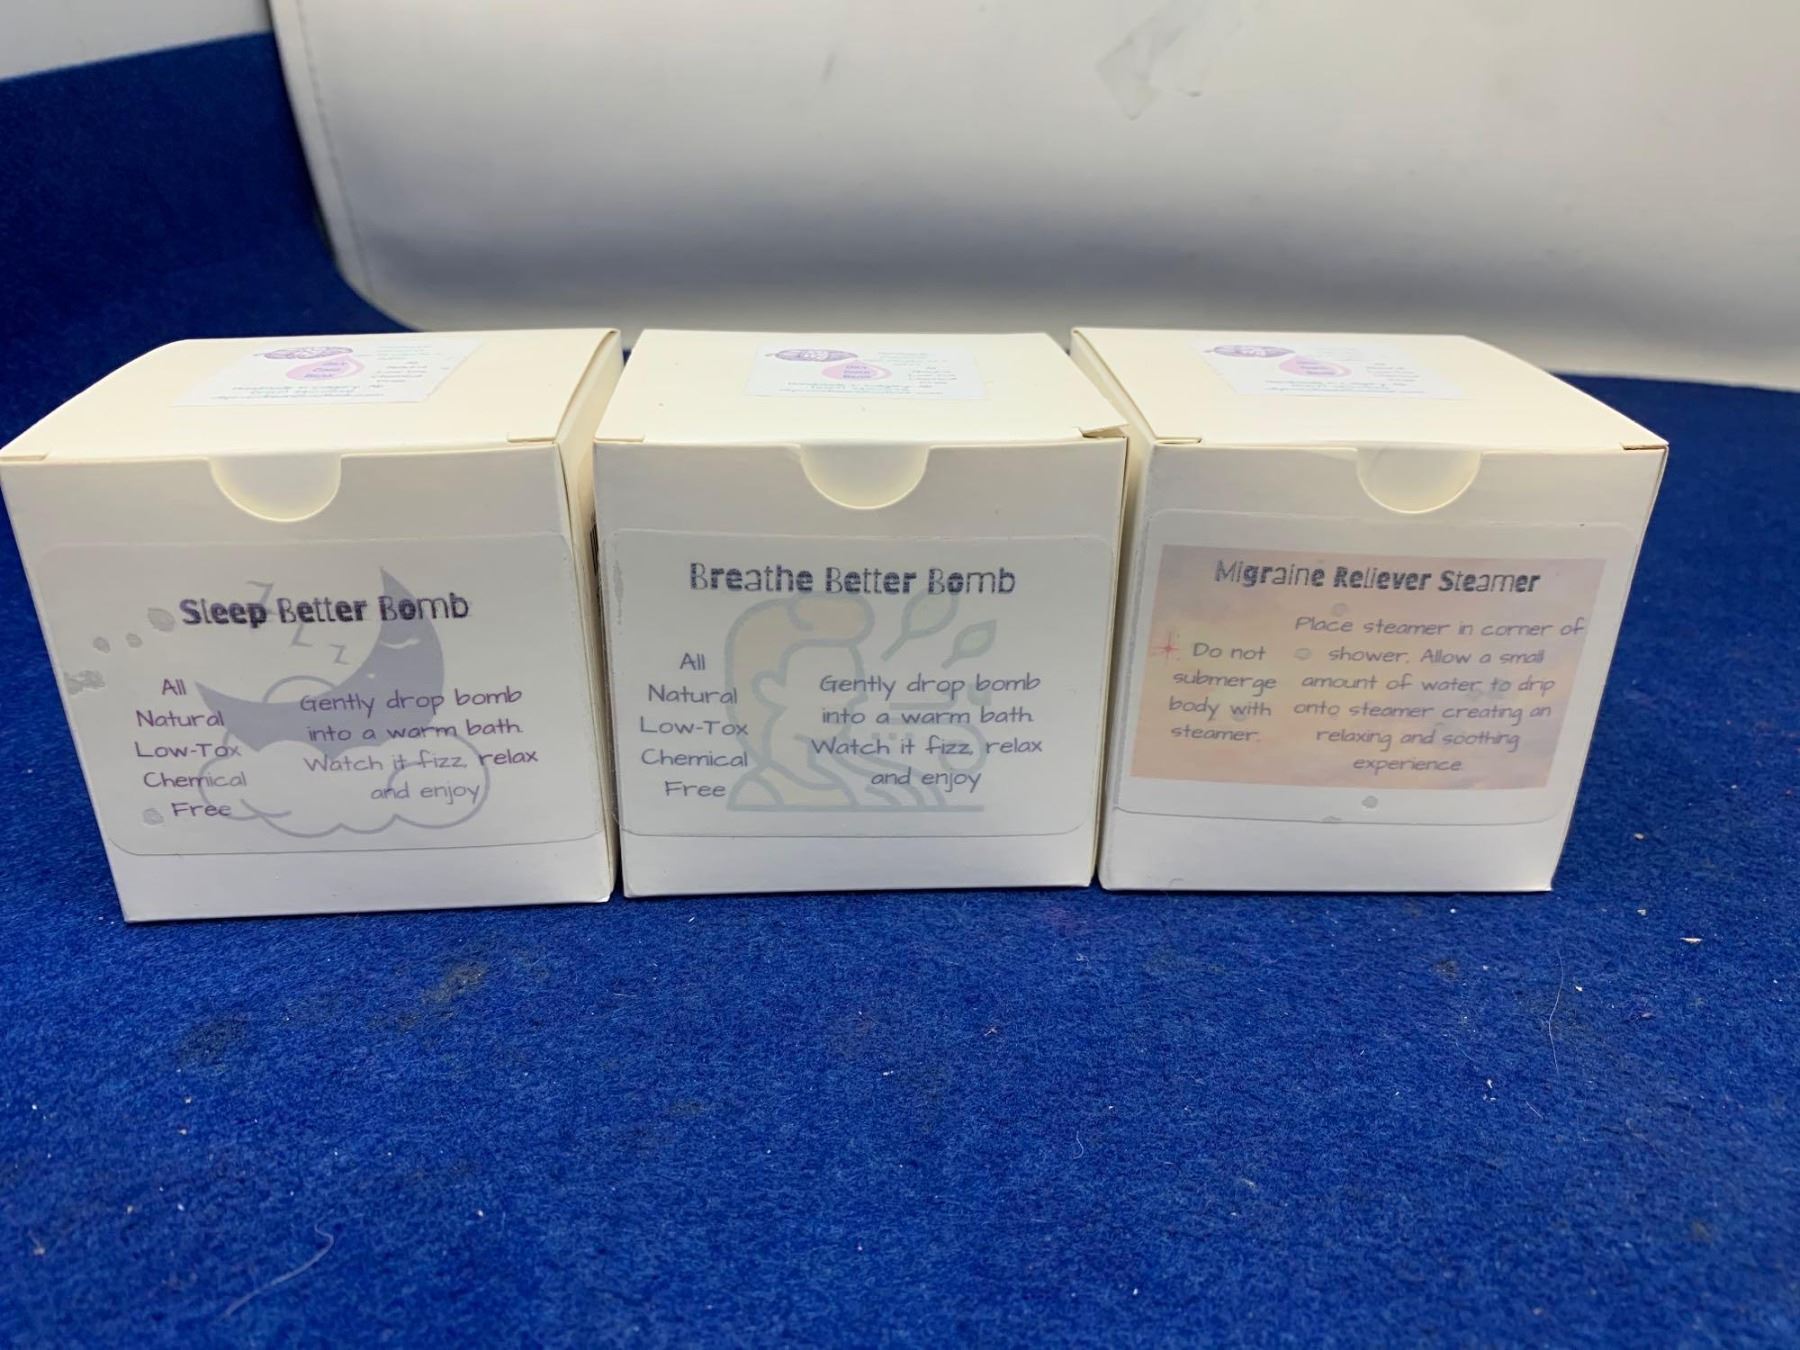 Sleep Better Bomb
All
Natural
Low-Tox
Chemical
Free
Gently drop bomb
into a warm bath.
Watch it fizz, relax
and enjoy
Breathe Better Bomb
All
Natural
Low-Tox
Chemical
Free
Gently drop bomb
into a warm bath.
Watch it fizz, relax
and enjoy
Migraine Reliever Steamer
Do not
submerge
body with
steamer.
Place steamer in corner of
shower. Allow a small
amount of water to drip
onto steamer creating an
relaxing and soothing
experience.